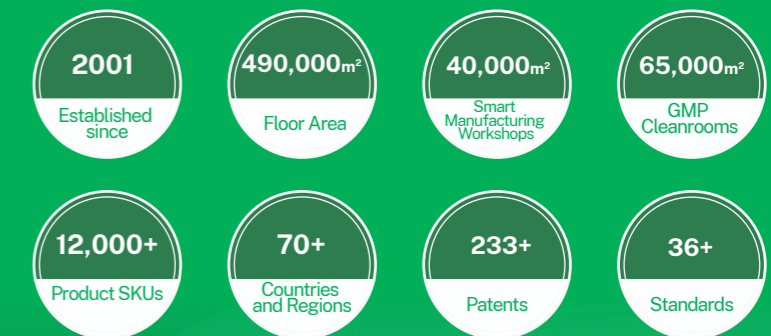 2001
Established
since
490,000m²
Floor Area
40,000m²
Smart
Manufacturing
Workshops
65,000m²
GMP
Cleanrooms
12,000+
Product SKUs
70+
Countries
and Regions
233+
Patents
36+
Standards